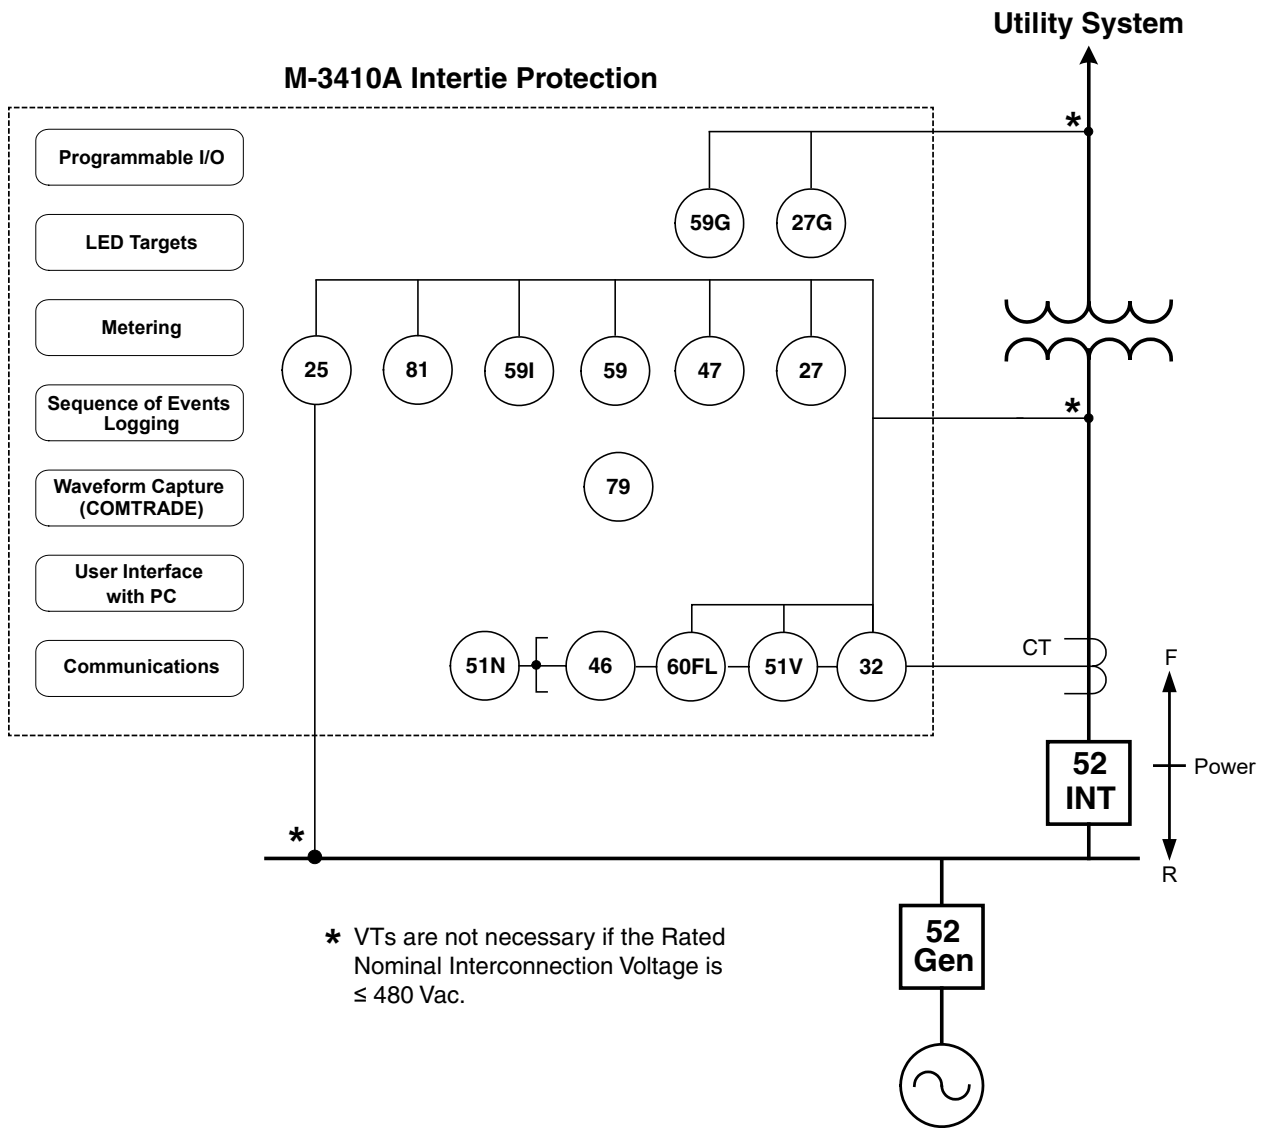 Utility System
M-3410A Intertie Protection
*
Programmable I/O
59G
27G
LED Targets
Metering
25
81
59I
59
47
27
Sequence of Events
Logging
*
Waveform Capture
(COMTRADE)
79
User Interface
with PC
Communications
51N
46
60FL
51V
32
CT
F
52
INT
Power
R
*
* VTs are not necessary if the Rated
Nominal Interconnection Voltage is
≤ 480 Vac.
52
Gen